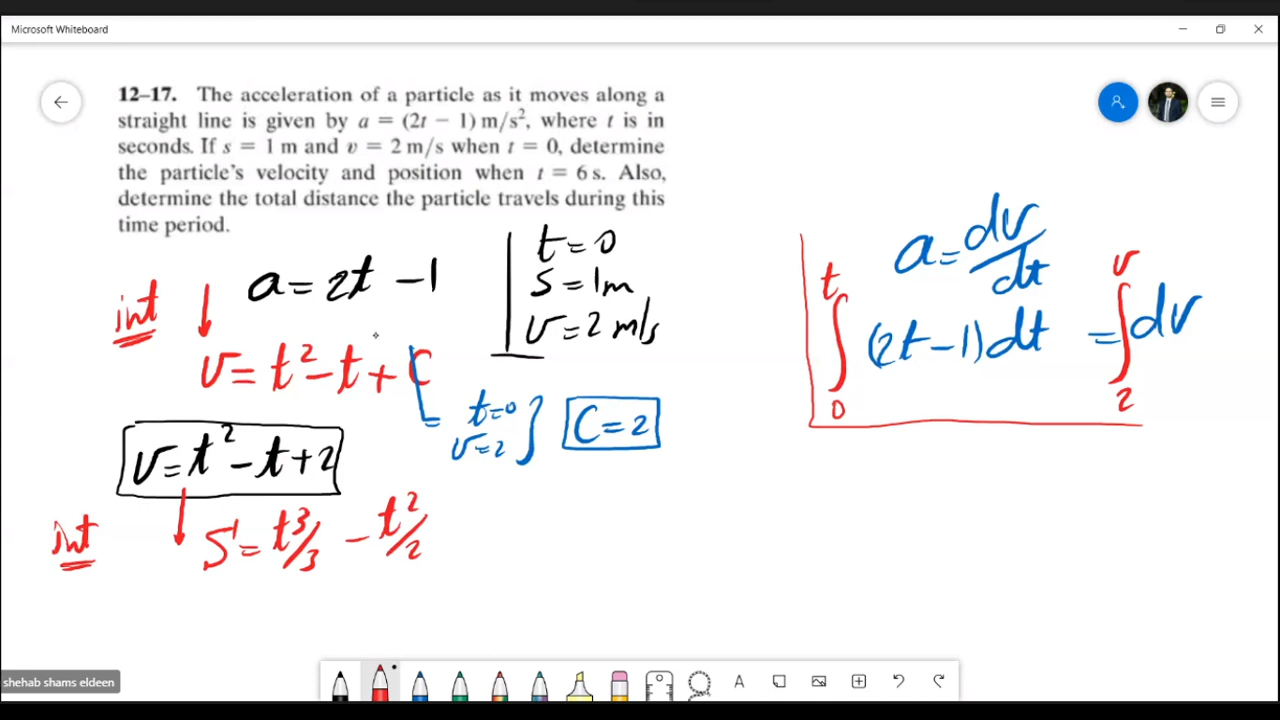 Microsoft Whiteboard
12–17. The acceleration of a particle as it moves along a
straight line is given by a = (2t − 1) m/s², where t is in
seconds. If s = 1 m and v = 2 m/s when t = 0, determine
the particle's velocity and position when t = 6 s. Also,
determine the total distance the particle travels during this
time period.
a = 2t − 1
t = 0
s = 1m
v = 2 m/s
int
v = t² − t + C
= t=0
v=2
C = 2
v = t² − t + 2
int
S = t³/3 − t²/2
a = dv/dt
∫₀ᵗ (2t − 1)dt = ∫₂ᵛ dv
shehab shams eldeen
A